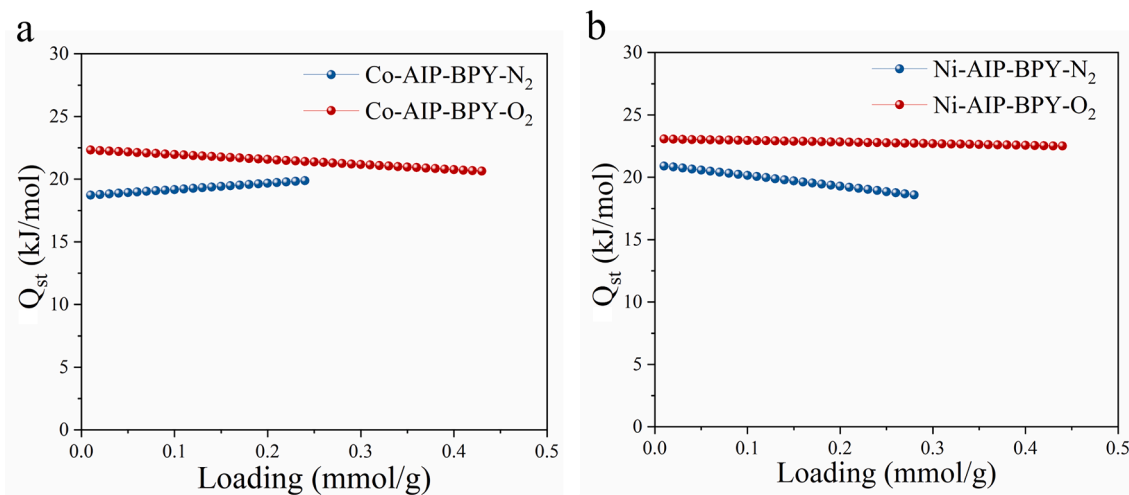 a
30
25
20
15
10
5
0
0.0 0.1 0.2 0.3 0.4 0.5
Q_st (kJ/mol)
Loading (mmol/g)
Co-AIP-BPY-N₂
Co-AIP-BPY-O₂
b
30
25
20
15
10
5
0
0.0 0.1 0.2 0.3 0.4 0.5
Q_st (kJ/mol)
Loading (mmol/g)
Ni-AIP-BPY-N₂
Ni-AIP-BPY-O₂